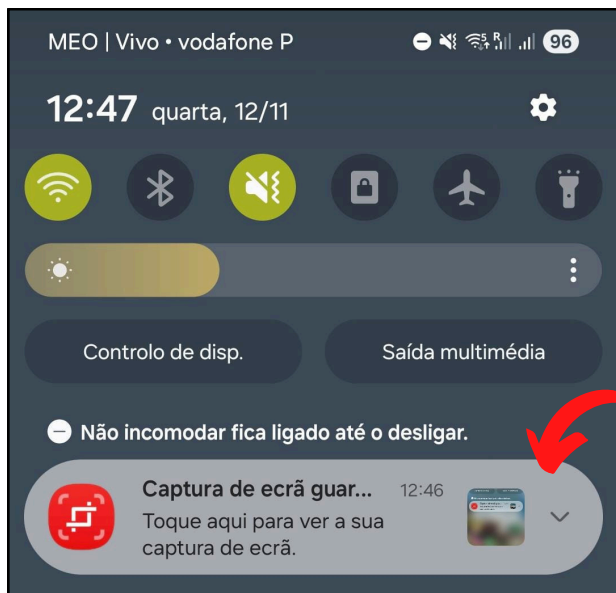 MEO | Vivo • vodafone P 96
12:47 quarta, 12/11
Controlo de disp. Saída multimédia
Não incomodar fica ligado até o desligar.
Captura de ecrã guar... 12:46
Toque aqui para ver a sua
captura de ecrã.